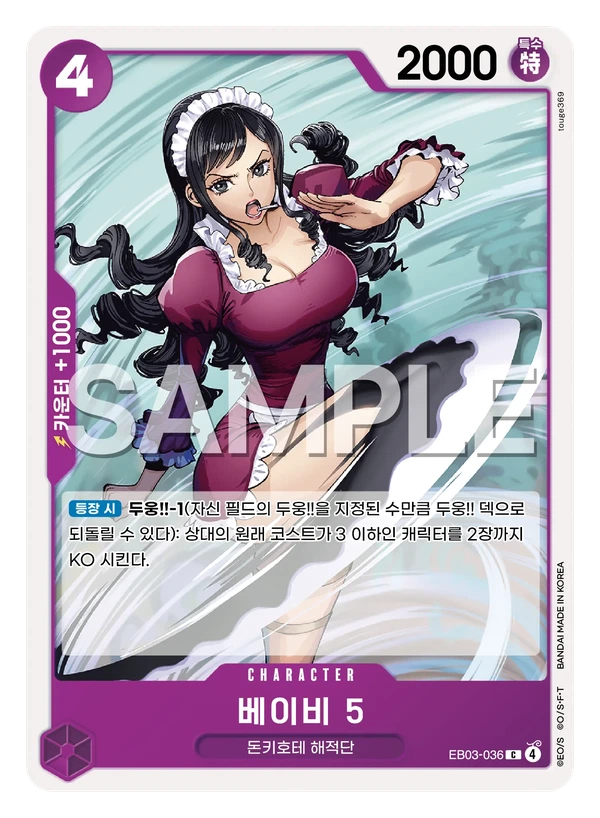 4
2000
특수
特
touge369
⚡카운터 +1000
SAMPLE
등장 시 두웅!!-1(자신 필드의 두웅!!을 지정된 수만큼 두웅!! 덱으로
되돌릴 수 있다): 상대의 원래 코스트가 3 이하인 캐릭터를 2장까지
KO 시킨다.
CHARACTER
베이비 5
돈키호테 해적단
EB03-036 C 4
©EO/S ©O/S·F·T BANDAI MADE IN KOREA